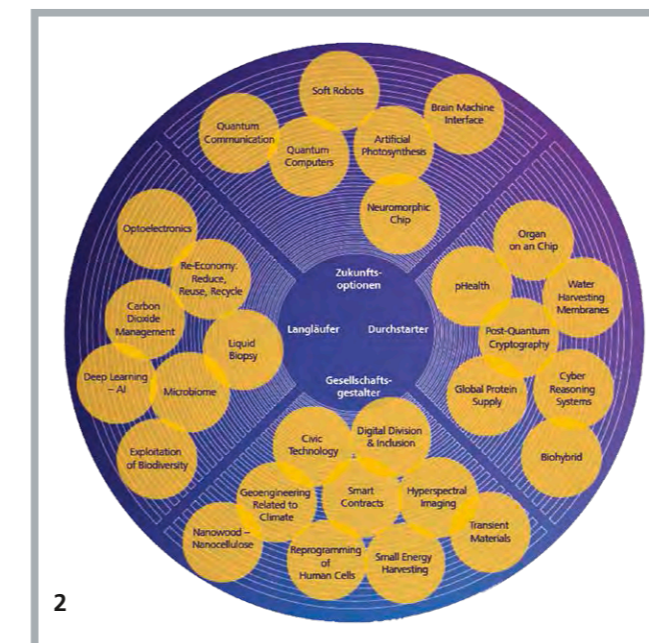 Soft Robots
Quantum
Communication
Quantum
Computers
Artificial
Photosynthesis
Brain Machine
Interface
Neuromorphic
Chip
Optoelectronics
Re-Economy:
Reduce,
Reuse, Recycle
Carbon
Dioxide
Management
Liquid
Biopsy
Deep Learning
– AI
Microbiome
Exploitation
of Biodiversity
Zukunfts-
optionen
Langläufer
Durchstarter
Gesellschafts-
gestalter
Organ
on an Chip
pHealth
Water
Harvesting
Membranes
Post-Quantum
Cryptography
Global Protein
Supply
Cyber
Reasoning
Systems
Biohybrid
Civic
Technology
Digital Division
& Inclusion
Geoengineering
Related to
Climate
Smart
Contracts
Hyperspectral
Imaging
Nanowood –
Nanocellulose
Reprogramming
of
Human Cells
Small Energy
Harvesting
Transient
Materials
2